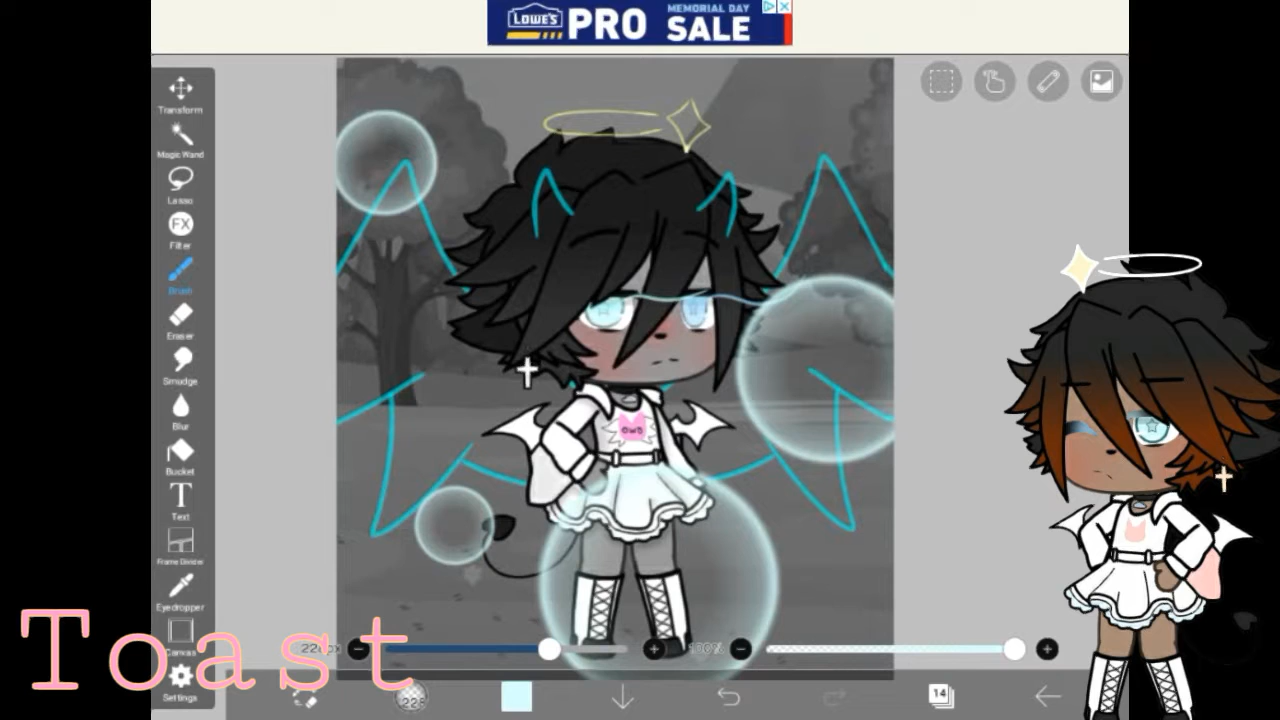 LOWE'S PRO MEMORIAL DAY SALE
Transform
Magic Wand
Lasso
FX
Filter
Brush
Eraser
Smudge
Blur
Bucket
T
Text
Frame Divider
Eyedropper
Canvas
Settings
OWO
100%
14
Toast